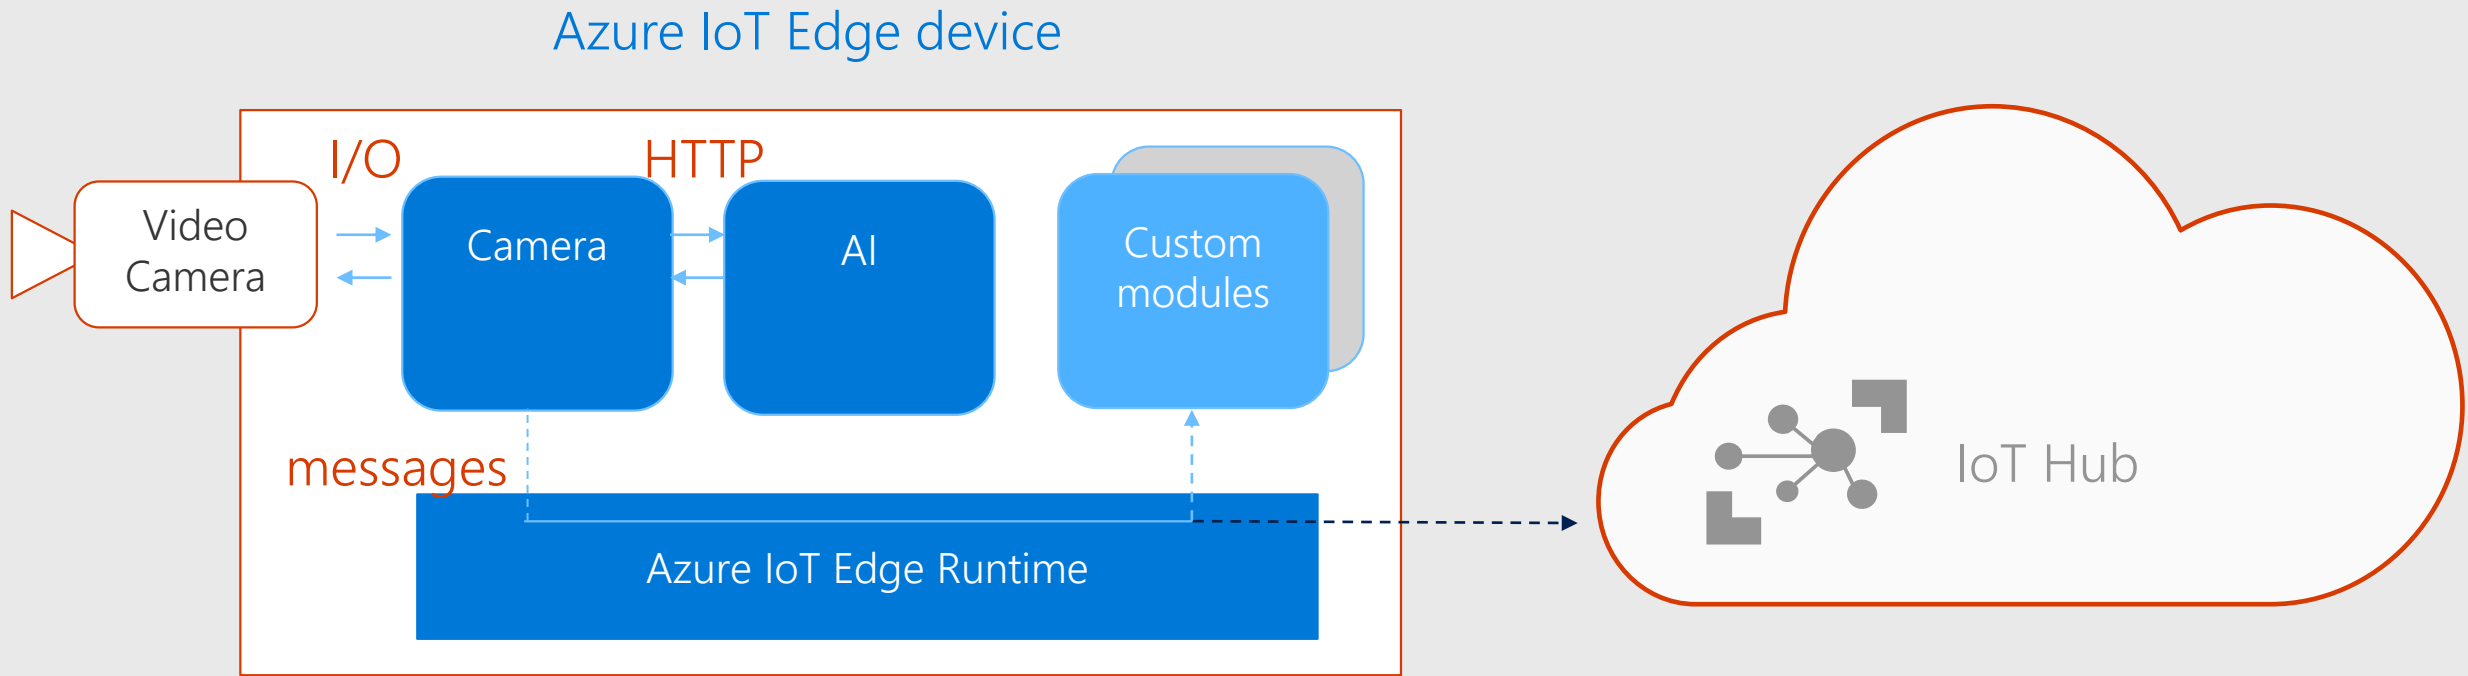 Azure IoT Edge device
I/O
HTTP
Video
Camera
Camera
AI
Custom
modules
messages
IoT Hub
Azure IoT Edge Runtime